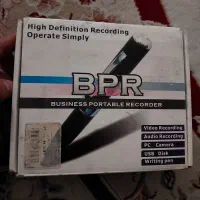 High Definition Recording
Operate Simply
BPR
BUSINESS PORTABLE RECORDER
Video Recording
Audio Recording
PC Camera
USB Disk
Writing pen